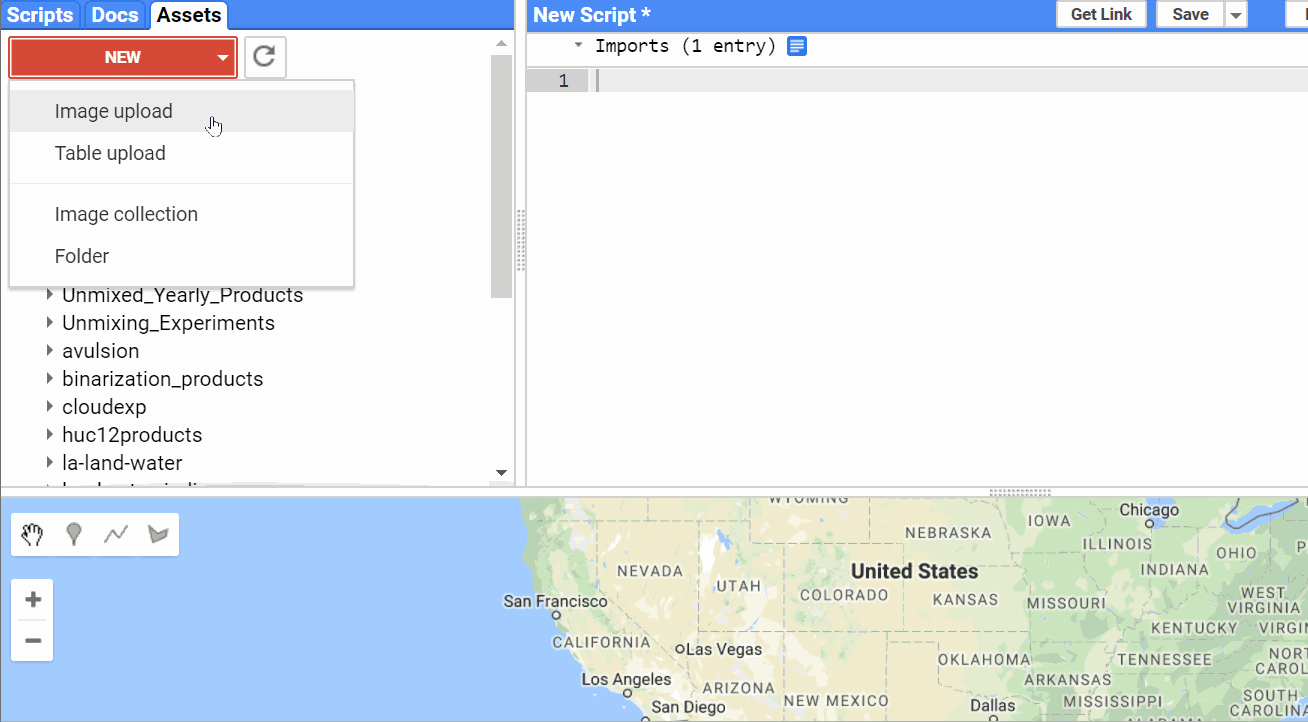 Scripts Docs Assets
NEW
Image upload
Table upload
Image collection
Folder
Unmixed_Yearly_Products
Unmixing_Experiments
avulsion
binarization_products
cloudexp
huc12products
la-land-water
New Script *
Get Link Save
Imports (1 entry)
1
WYOMING
Chicago
IOWA
NEBRASKA
ILLINOIS
OHIO
NEVADA
United States
INDIANA
UTAH
COLORADO
KANSAS
MISSOURI
WEST
VIRGINIA
San Francisco
KENTUCKY
CALIFORNIA
Las Vegas
OKLAHOMA
TENNESSEE
Los Angeles
ARIZONA
NEW MEXICO
ARKANSAS
MISSISSIPPI
SOUTH
CAROLINA
San Diego
Dallas